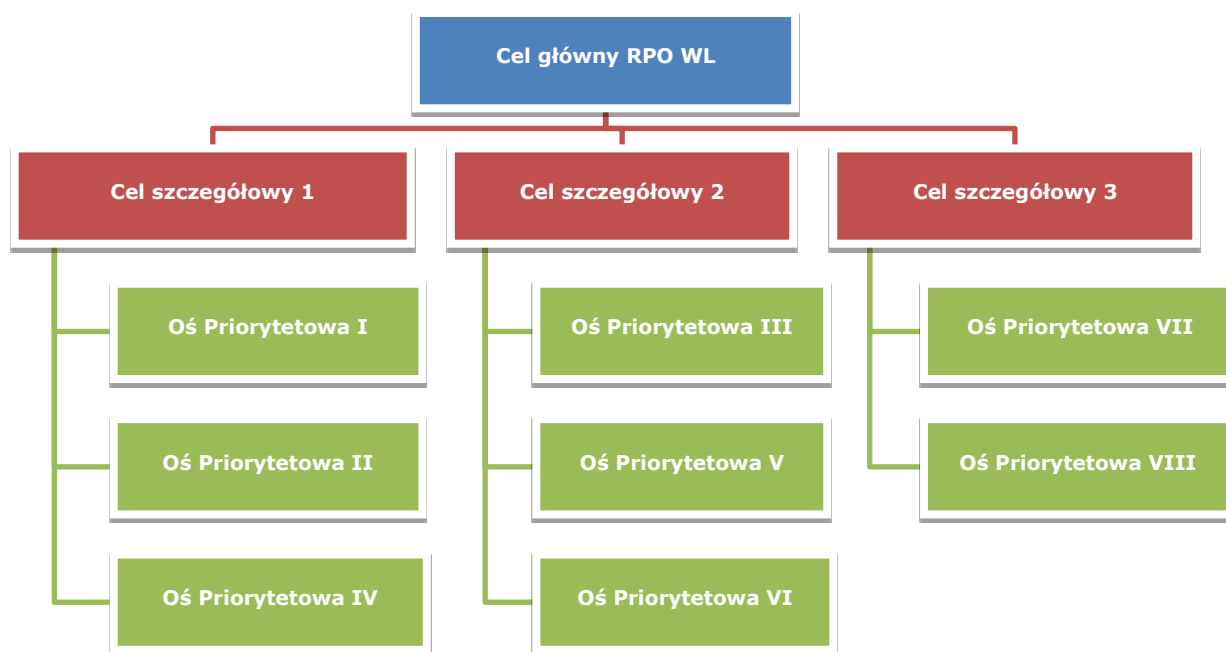 Cel główny RPO WL
Cel szczegółowy 1
Cel szczegółowy 2
Cel szczegółowy 3
Oś Priorytetowa I
Oś Priorytetowa III
Oś Priorytetowa VII
Oś Priorytetowa II
Oś Priorytetowa V
Oś Priorytetowa VIII
Oś Priorytetowa IV
Oś Priorytetowa VI